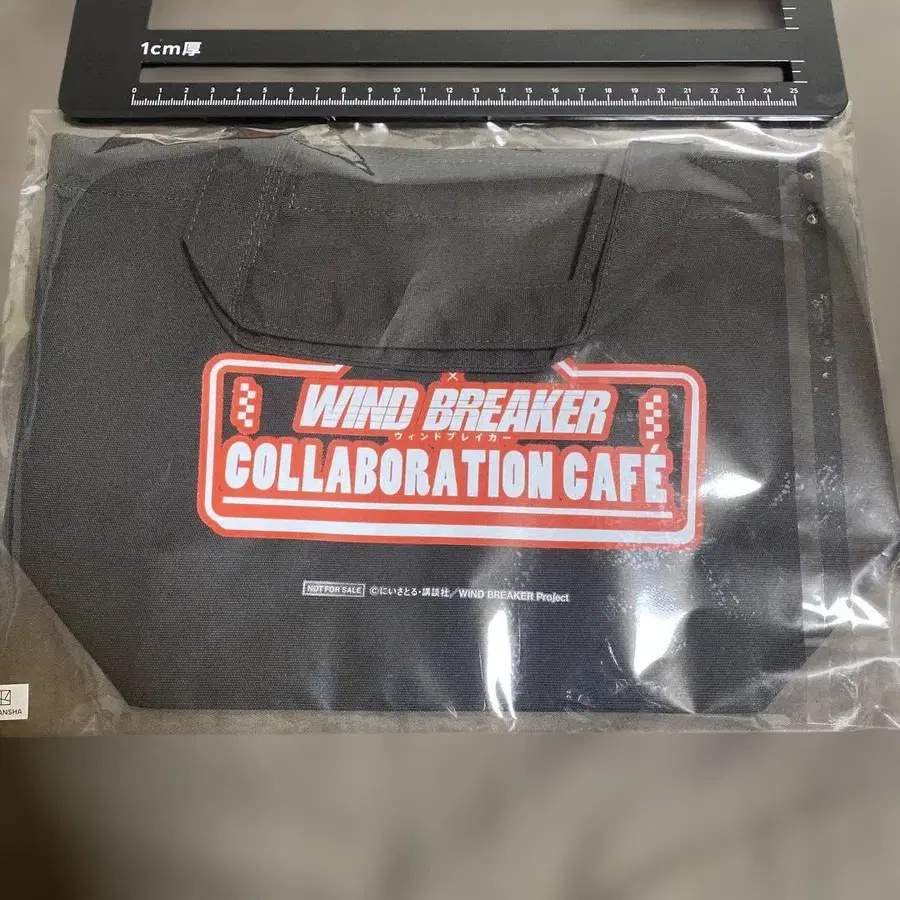 1cm厚
0 1 2 3 4 5 6 7 8 9 10 11 12 13 14 15 16 17 18 19 20 21 22 23 24 25
×
WIND BREAKER
ウィンドブレイカー
COLLABORATION CAFÉ
NOT FOR SALE ©にいさとる・講談社／WIND BREAKER Project
ANSHA